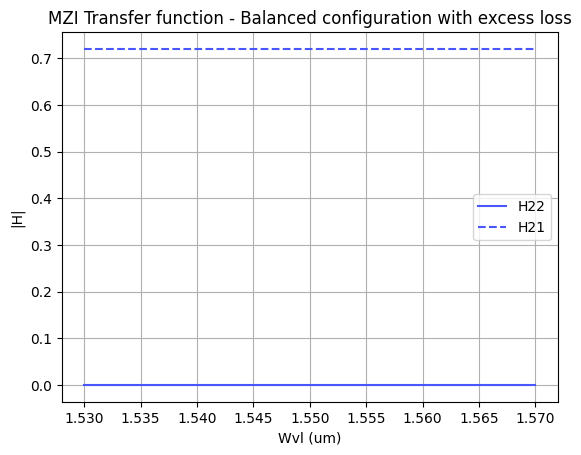 MZI Transfer function - Balanced configuration with excess loss
0.7
0.6
0.5
0.4
0.3
0.2
0.1
0.0
|H|
H22
H21
1.530 1.535 1.540 1.545 1.550 1.555 1.560 1.565 1.570
Wvl (um)